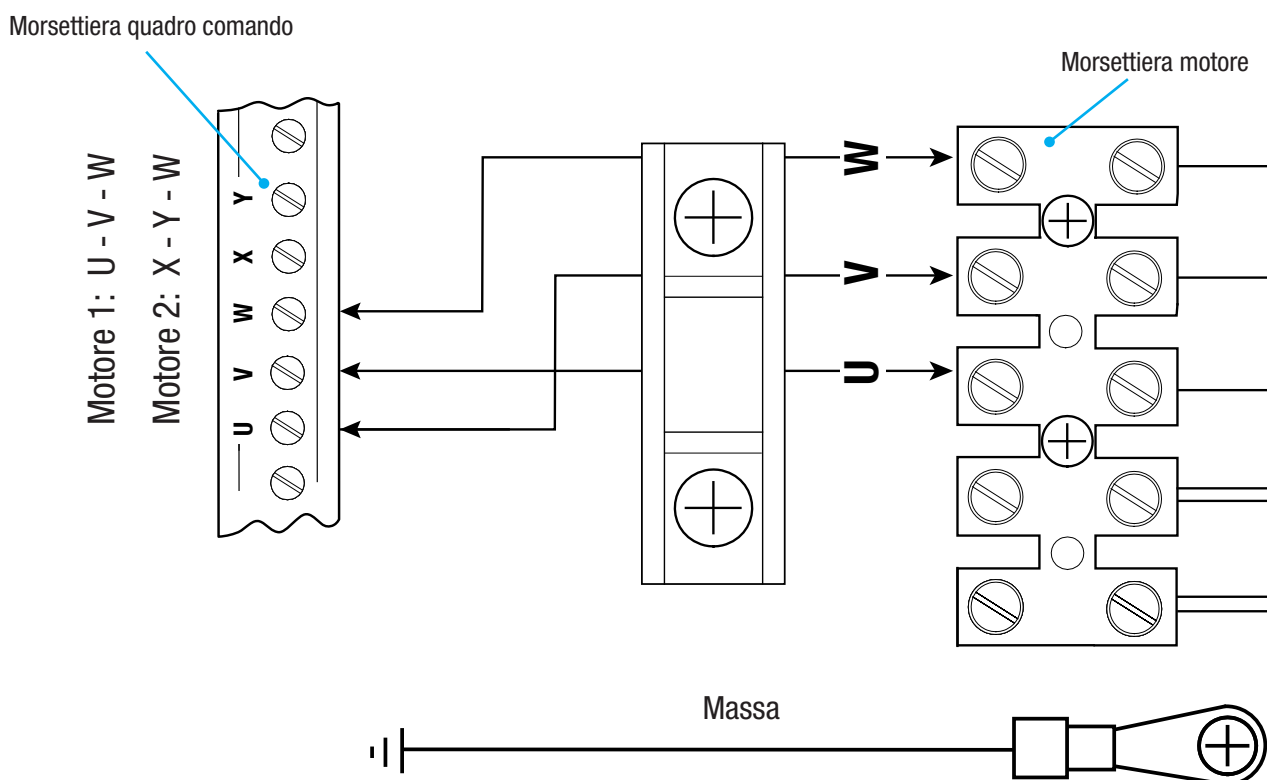 Morsettiera quadro comando
Morsettiera motore
Motore 1: U - V - W
Motore 2: X - Y - W
Y
X
W
V
U
W
V
U
Massa